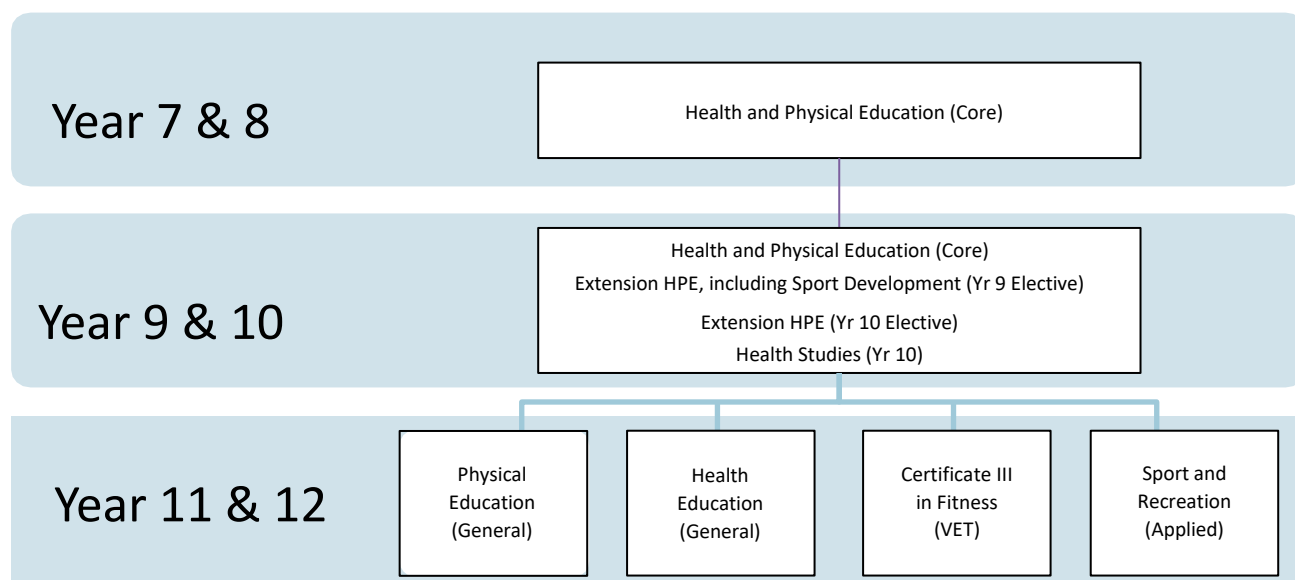 Year 7 & 8
Health and Physical Education (Core)
Year 9 & 10
Health and Physical Education (Core)
Extension HPE, including Sport Development (Yr 9 Elective)
Extension HPE (Yr 10 Elective)
Health Studies (Yr 10)
Year 11 & 12
Physical
Education
(General)
Health
Education
(General)
Certificate III
in Fitness
(VET)
Sport and
Recreation
(Applied)